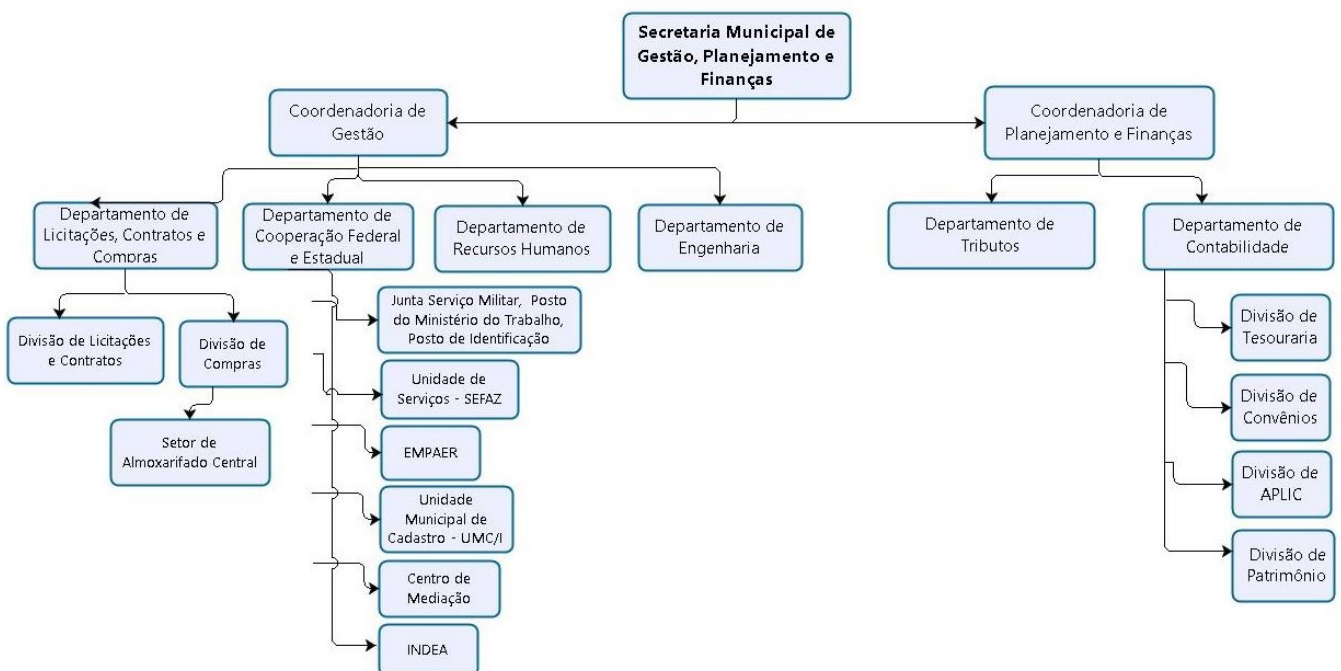 Secretaria Municipal de
Gestão, Planejamento e
Finanças
Coordenadoria de
Gestão
Coordenadoria de
Planejamento e Finanças
Departamento de
Licitações, Contratos e
Compras
Departamento de
Cooperação Federal
e Estadual
Departamento de
Recursos Humanos
Departamento de
Engenharia
Departamento de
Tributos
Departamento de
Contabilidade
Divisão de Licitações
e Contratos
Divisão de
Compras
Setor de
Almoxarifado Central
Junta Serviço Militar, Posto
do Ministério do Trabalho,
Posto de Identificação
Unidade de
Serviços - SEFAZ
EMPAER
Unidade
Municipal de
Cadastro - UMC/I
Centro de
Mediação
INDEA
Divisão de
Tesouraria
Divisão de
Convênios
Divisão de
APLIC
Divisão de
Patrimônio